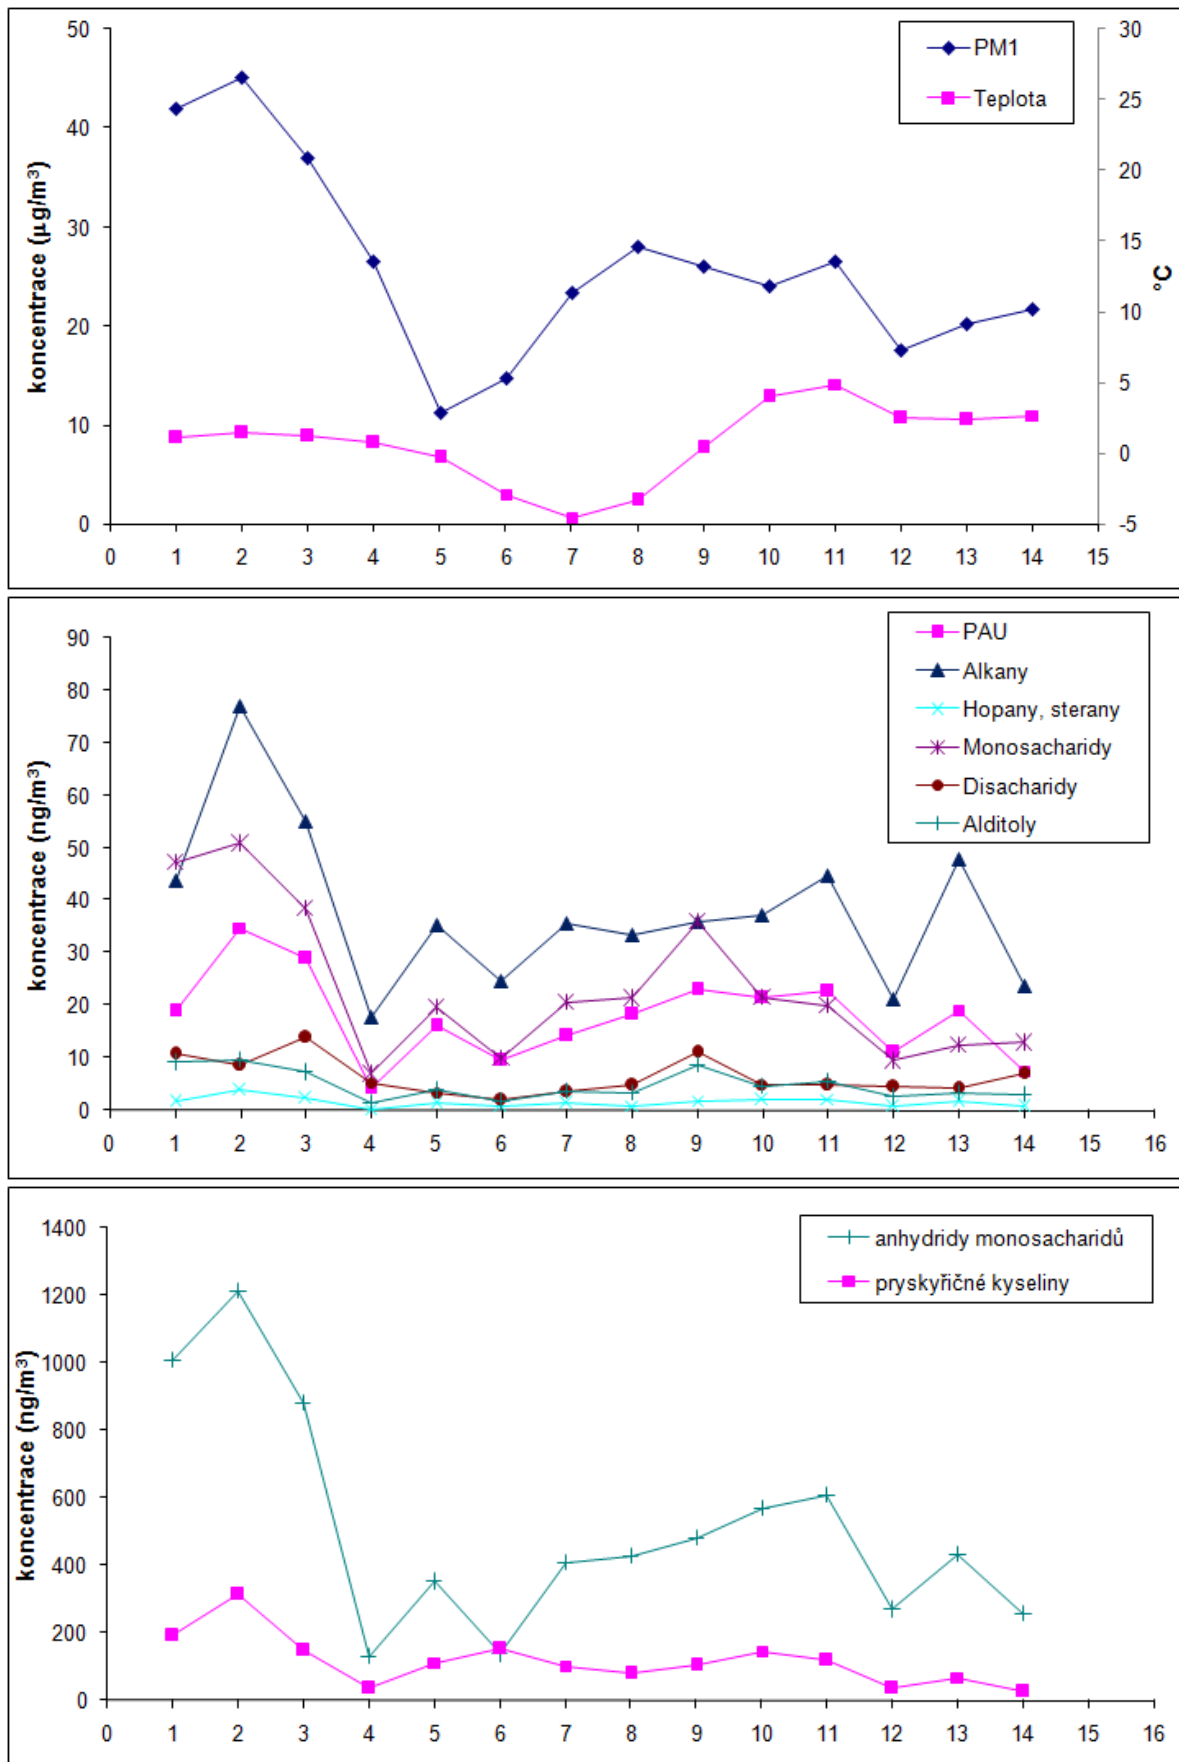 50
40
30
20
10
0
koncentrace (µg/m³)
30
25
20
15
10
5
0
-5
°C
PM1
Teplota
0 1 2 3 4 5 6 7 8 9 10 11 12 13 14 15
90
80
70
60
50
40
30
20
10
0
koncentrace (ng/m³)
PAU
Alkany
Hopany, sterany
Monosacharidy
Disacharidy
Alditoly
0 1 2 3 4 5 6 7 8 9 10 11 12 13 14 15 16
1400
1200
1000
800
600
400
200
0
koncentrace (ng/m³)
anhydridy monosacharidů
pryskyřičné kyseliny
0 1 2 3 4 5 6 7 8 9 10 11 12 13 14 15 16